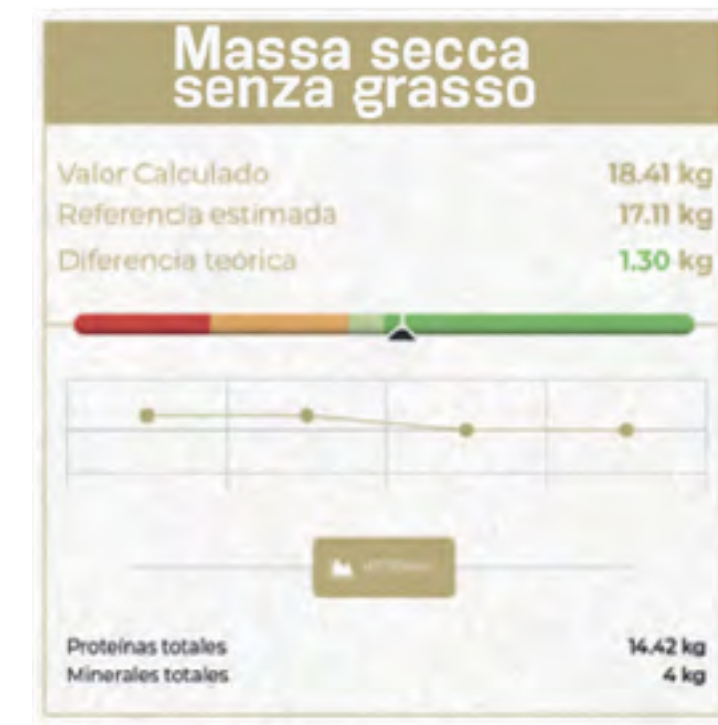 Massa secca
senza grasso
Valor Calculado 18.41 kg
Referencia estimada 17.11 kg
Diferencia teórica 1.30 kg
Proteínas totales 14.42 kg
Minerales totales 4 kg